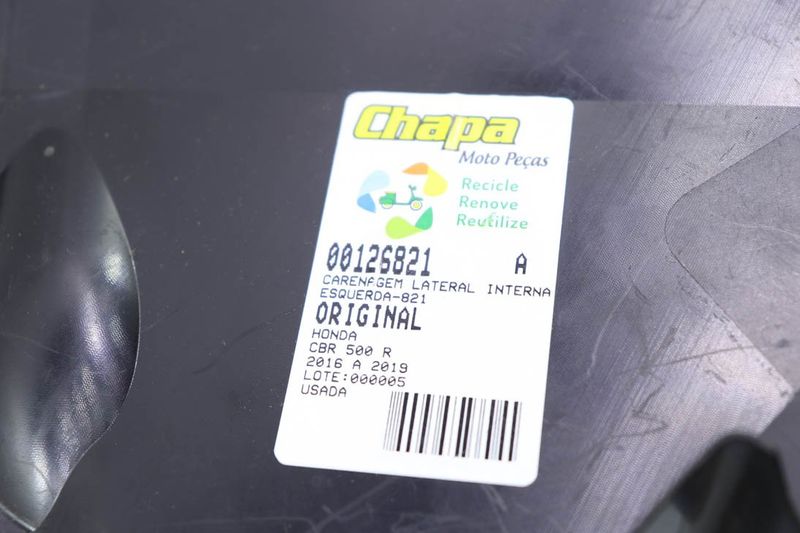 Chapa
Moto Peças
Recicle
Renove
Reutilize
00126821 A
CARENAGEM LATERAL INTERNA
ESQUERDA-821
ORIGINAL
HONDA
CBR 500 R
2016 A 2019
LOTE:000005
USADA